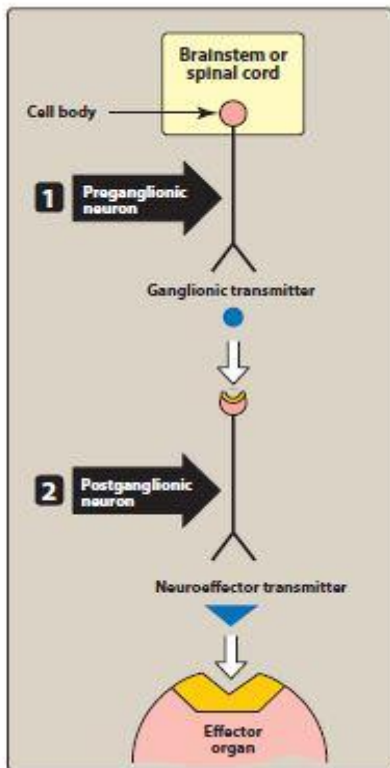 Brainstem or
spinal cord
Cell body
1
Preganglionic
neuron
Ganglionic transmitter
2
Postganglionic
neuron
Neuroeffector transmitter
Effector
organ